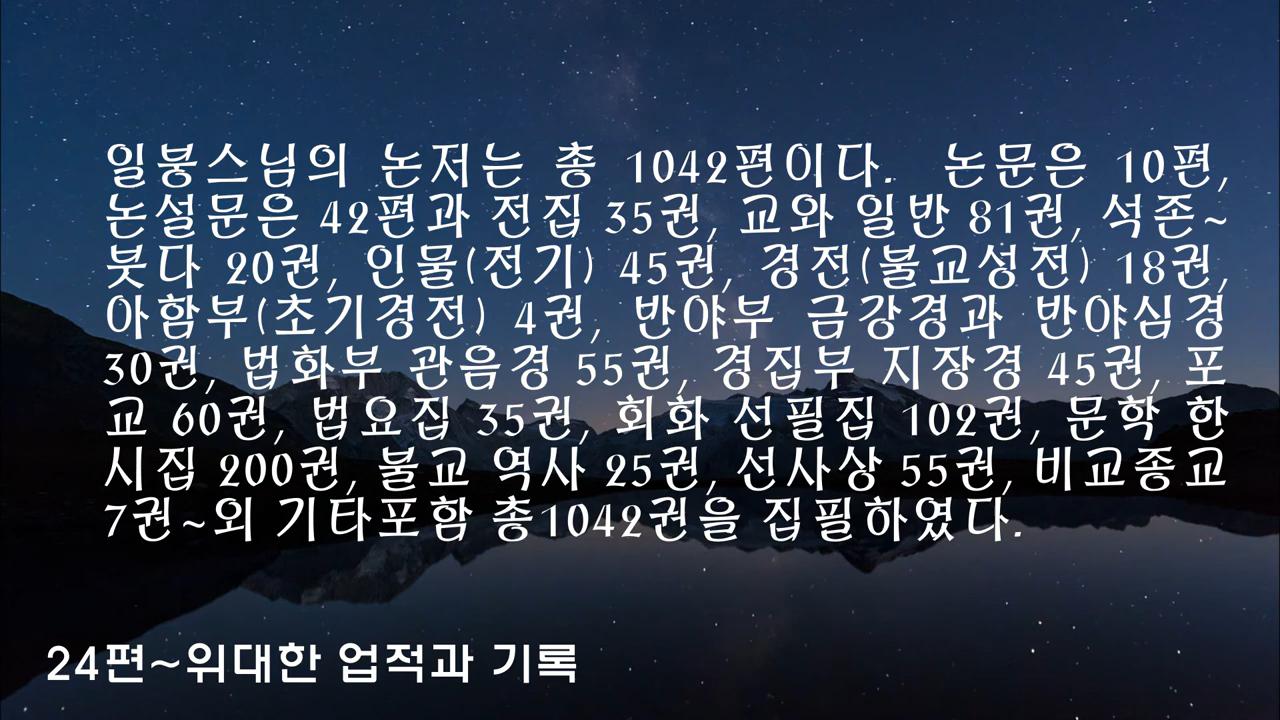 일붕스님의 논저는 총 1042편이다. 논문은 10편,
논설문은 42편과 전집 35권, 교와 일반 81권, 석존~
붓다 20권, 인물(전기) 45권, 경전(불교성전) 18권,
아함부(초기경전) 4권, 반야부 금강경과 반야심경
30권, 법화부 관음경 55권, 경집부 지장경 45권, 포
교 60권, 법요집 35권, 회화 선필집 102권, 문학 한
시집 200권, 불교 역사 25권, 선사상 55권, 비교종교
7권~외 기타포함 총1042권을 집필하였다.
24편~위대한 업적과 기록